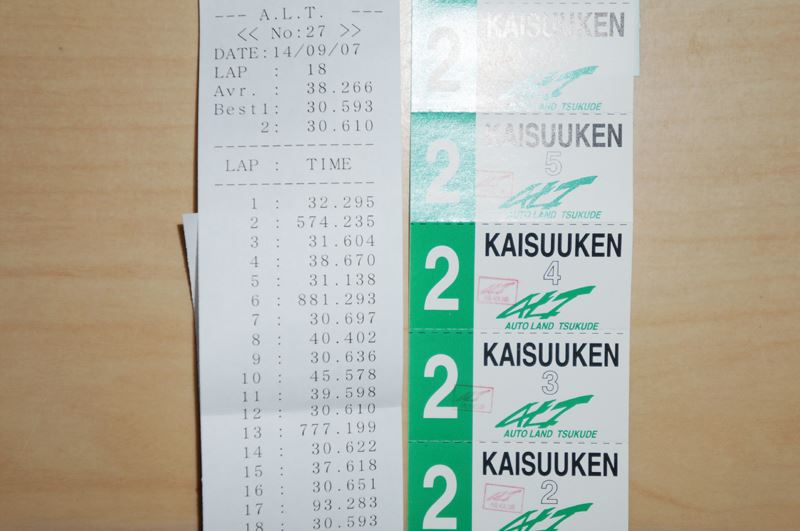 --- A.L.T. ---
<< No:27 >>
DATE:14/09/07
LAP : 18
Avr. : 38.266
Best1: 30.593
2: 30.610
--------------
LAP : TIME
--------------
1 : 32.295
2 : 574.235
3 : 31.604
4 : 38.670
5 : 31.138
6 : 881.293
7 : 30.697
8 : 40.402
9 : 30.636
10 : 45.578
11 : 39.598
12 : 30.610
13 : 777.199
14 : 30.622
15 : 37.618
16 : 30.651
17 : 93.283
18 : 30.593
2
KAISUUKEN
ALT
AUTO LAND TSUKUDE
2
KAISUUKEN
5
ALT
AUTO LAND TSUKUDE
2
KAISUUKEN
4
ALT
AUTO LAND TSUKUDE
2
KAISUUKEN
3
ALT
AUTO LAND TSUKUDE
2
KAISUUKEN
2
ALT